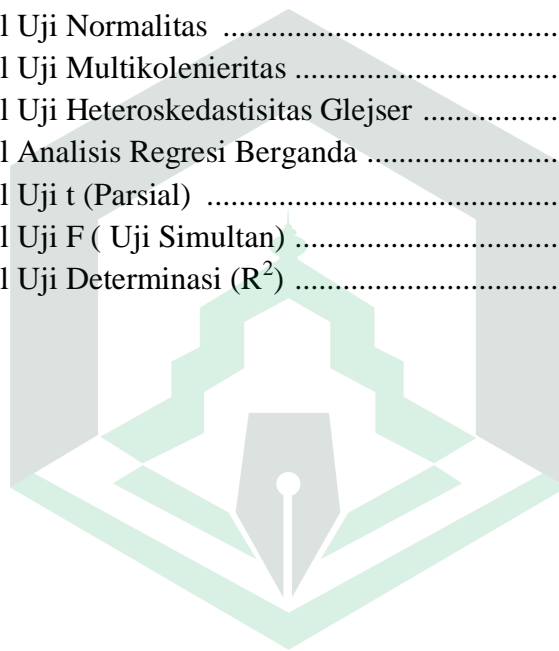 l Uji Normalitas ..........................................................
l Uji Multikolenieritas .............................................
l Uji Heteroskedastisitas Glejser .......................
l Analisis Regresi Berganda .................................
l Uji t (Parsial) .............................................................
l Uji F ( Uji Simultan) .............................................
l Uji Determinasi (R²) .............................................